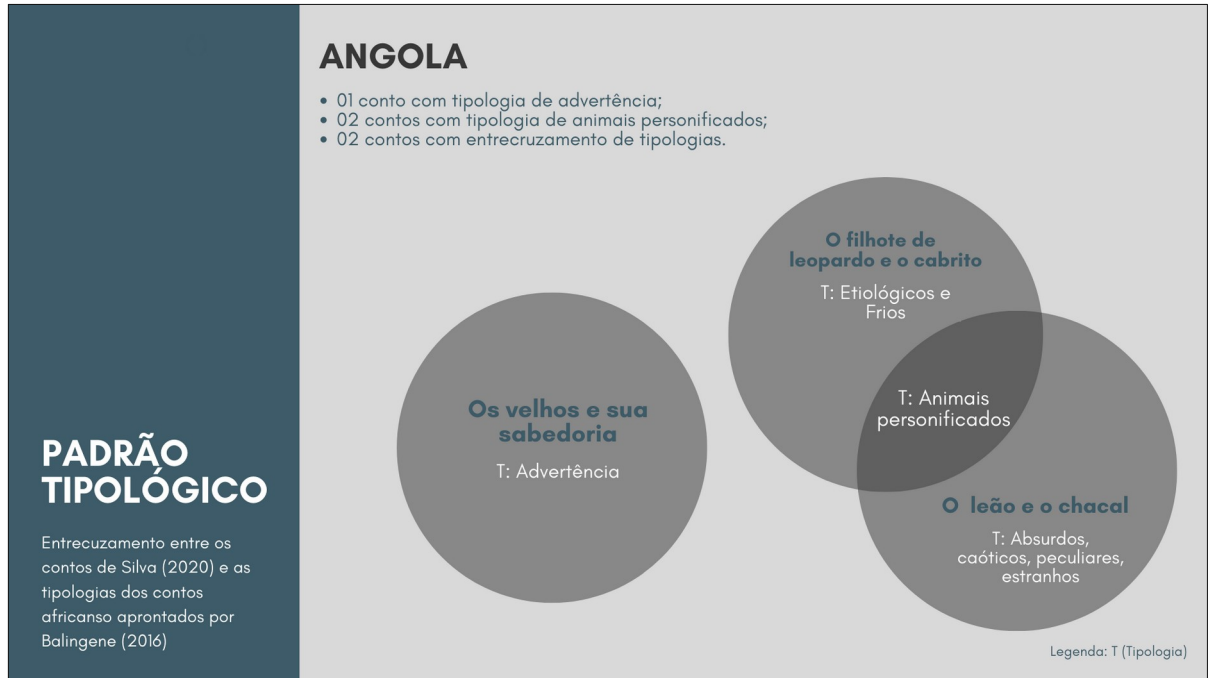 PADRÃO
TIPOLÓGICO
Entrecuzamento entre os
contos de Silva (2020) e as
tipologias dos contos
africanso aprontados por
Balingene (2016)
ANGOLA
• 01 conto com tipologia de advertência;
• 02 contos com tipologia de animais personificados;
• 02 contos com entrecruzamento de tipologias.
Os velhos e sua
sabedoria
T: Advertência
O filhote de
leopardo e o cabrito
T: Etiológicos e
Frios
T: Animais
personificados
O leão e o chacal
T: Absurdos,
caóticos, peculiares,
estranhos
Legenda: T (Tipologia)